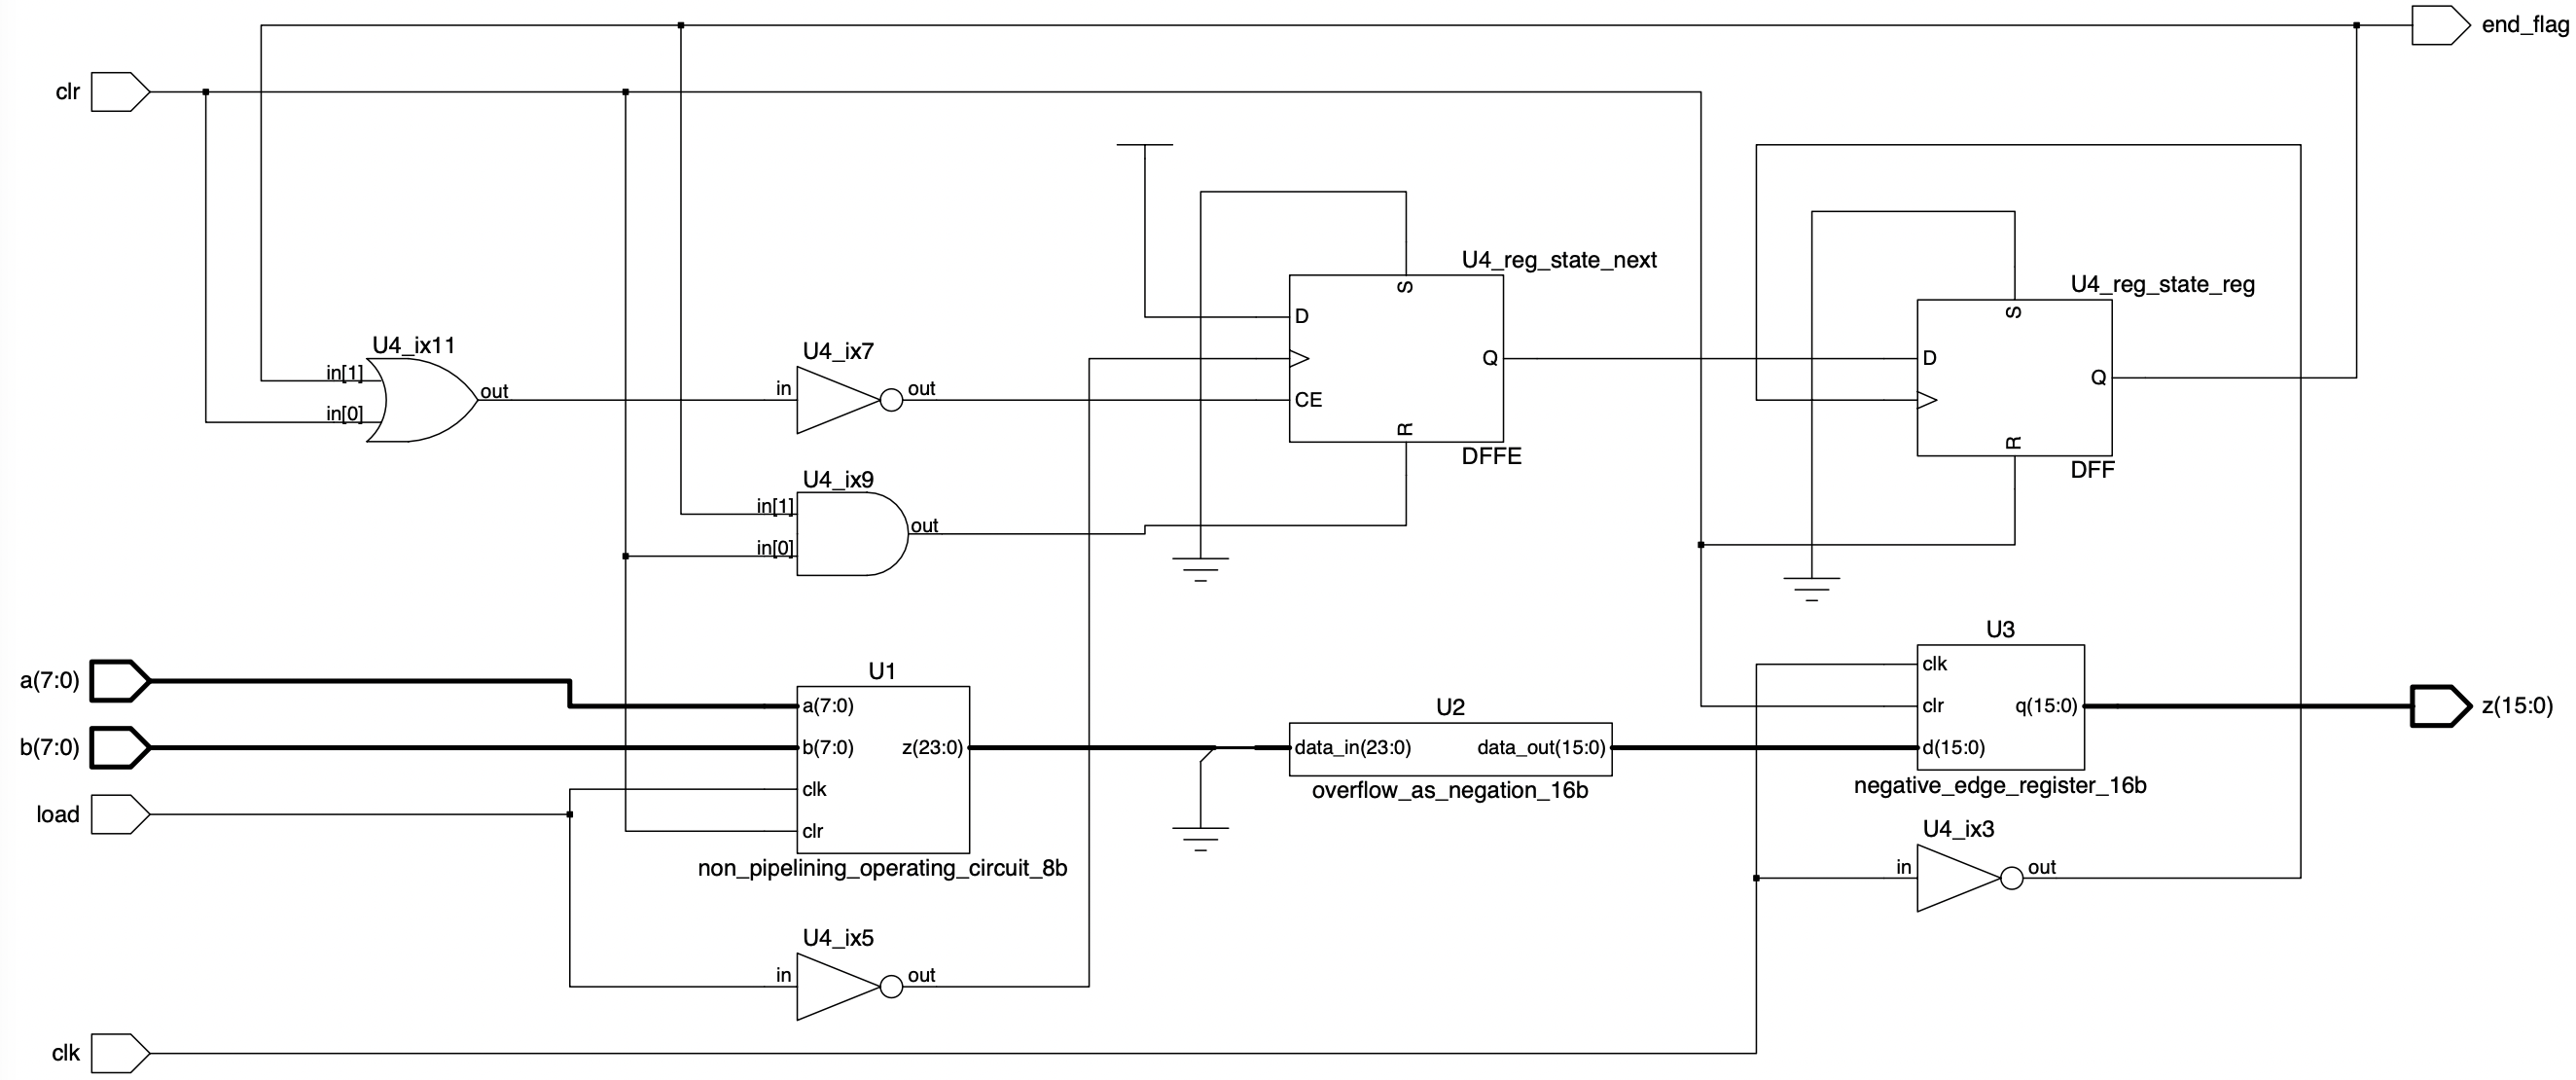 end_flag
clr
U4_reg_state_next
S
D
Q
CE
R
DFFE
U4_reg_state_reg
S
D
Q
R
DFF
U4_ix11
in[1]
in[0]
out
U4_ix7
in
out
U4_ix9
in[1]
in[0]
out
a(7:0)
b(7:0)
load
clk
U1
a(7:0)
b(7:0)
z(23:0)
clk
clr
non_pipelining_operating_circuit_8b
U2
data_in(23:0)
data_out(15:0)
overflow_as_negation_16b
U3
clk
clr
q(15:0)
d(15:0)
negative_edge_register_16b
z(15:0)
U4_ix3
in
out
U4_ix5
in
out